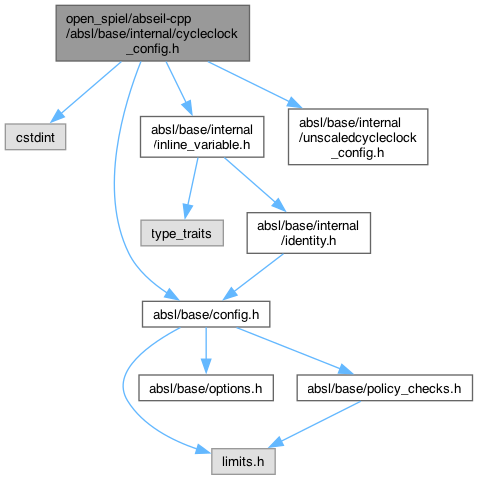 open_spiel/abseil-cpp
/absl/base/internal/cycleclock
_config.h
cstdint
absl/base/internal
/inline_variable.h
absl/base/internal
/unscaledcycleclock
_config.h
type_traits
absl/base/internal
/identity.h
absl/base/config.h
absl/base/options.h
absl/base/policy_checks.h
limits.h